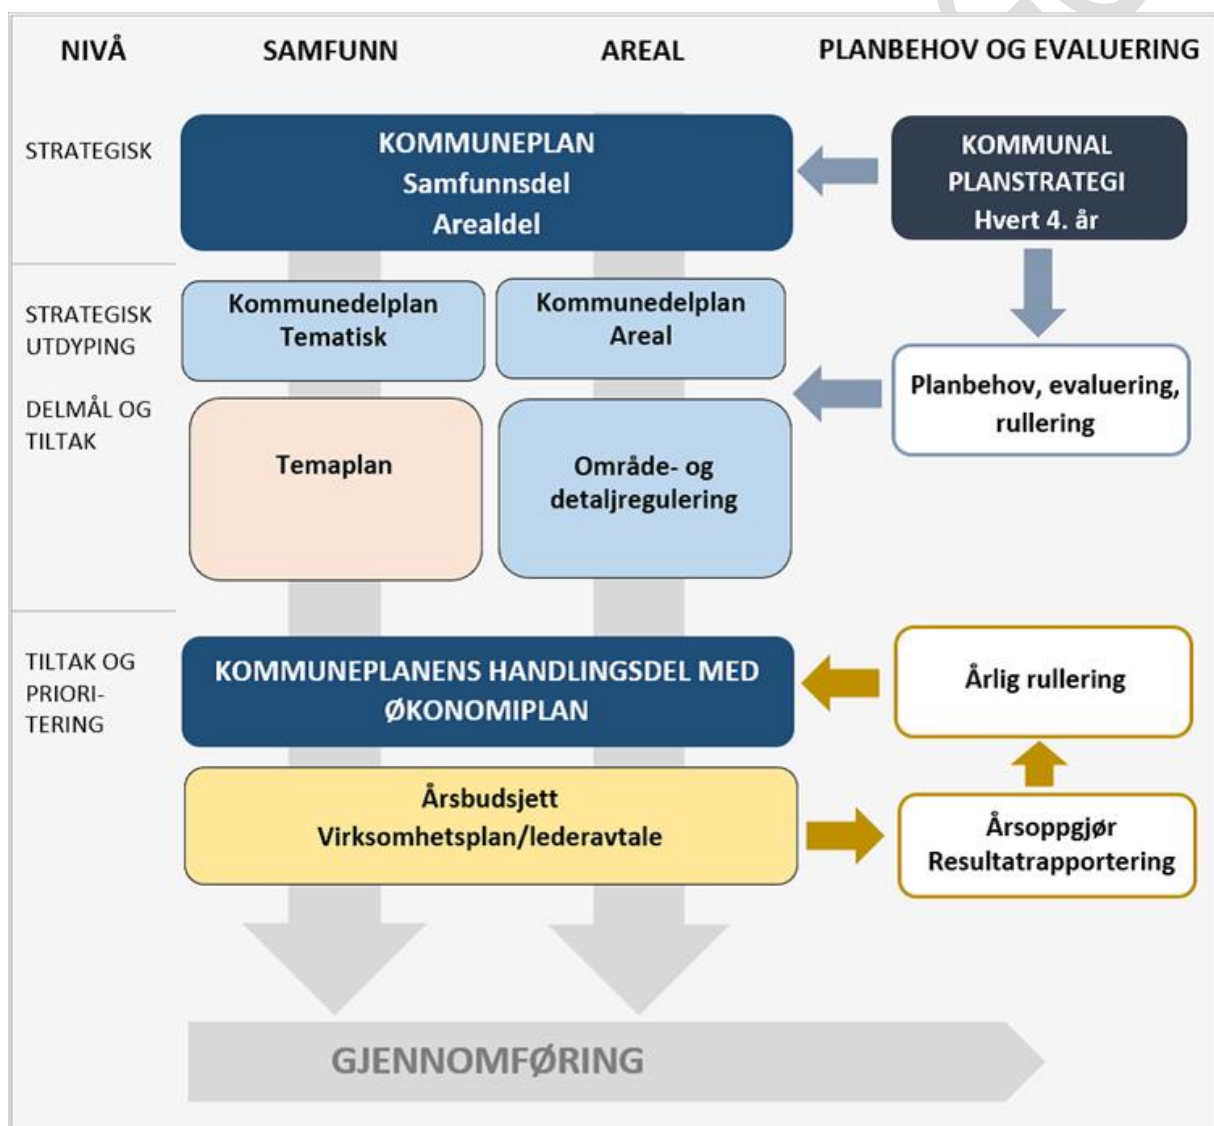 NIVÅ
SAMFUNN
AREAL
PLANBEHOV OG EVALUERING
STRATEGISK
KOMMUNEPLAN
Samfunnsdel
Arealdel
KOMMUNAL
PLANSTRATEGI
Hvert 4. år
STRATEGISK
UTDYPING
Kommunedelplan
Tematisk
Kommunedelplan
Areal
Planbehov, evaluering,
rullering
DELMÅL OG
TILTAK
Temaplan
Område- og
detaljregulering
TILTAK OG
PRIORI-
TERING
KOMMUNEPLANENS HANDLINGSDEL MED
ØKONOMIPLAN
Årlig rullering
Årsbudsjett
Virksomhetsplan/lederavtale
Årsoppgjør
Resultatrapportering
GJENNOMFØRING